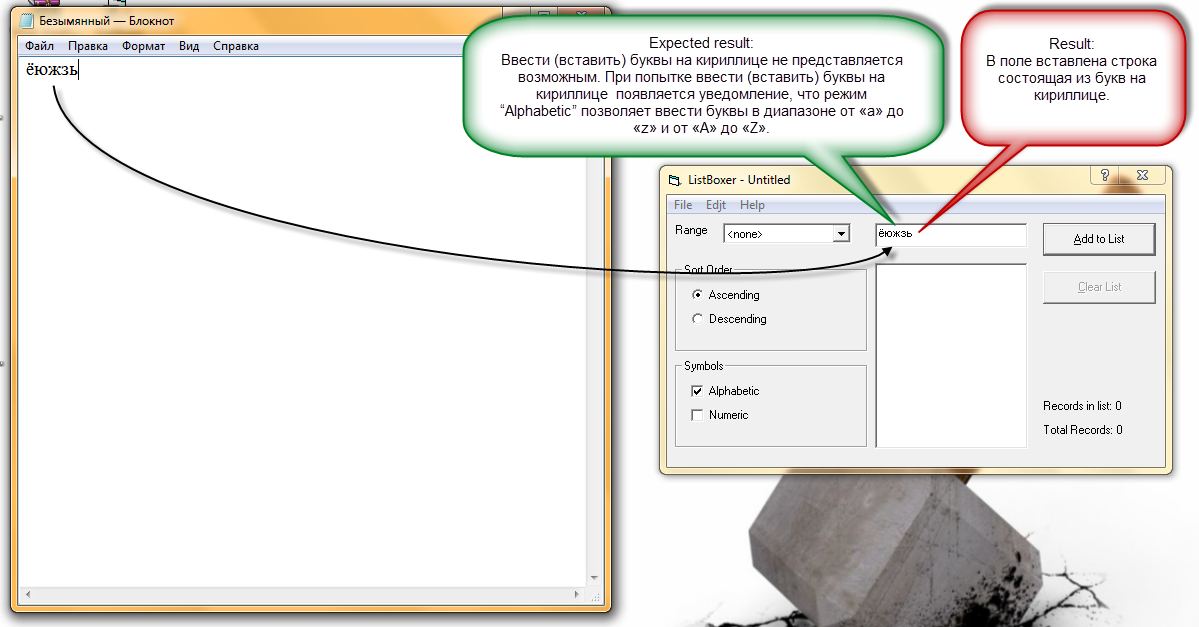 Безымянный — Блокнот
Файл Правка Формат Вид Справка
ёюжзь
Expected result:
Ввести (вставить) буквы на кириллице не представляется
возможным. При попытке ввести (вставить) буквы на
кириллице появляется уведомление, что режим
“Alphabetic” позволяет ввести буквы в диапазоне от «a» до
«z» и от «A» до «Z».
Result:
В поле вставлена строка
состоящая из букв на
кириллице.
ListBoxer - Untitled
?
File Edjt Help
Range
<none>
ёюжзь
Add to List
Sort Order
Clear List
Ascending
Descending
Symbols
Alphabetic
Numeric
Records in list: 0
Total Records: 0